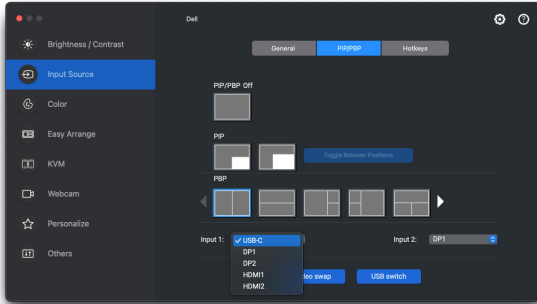 Dell
Brightness / Contrast
General PIP/PBP Hotkeys
Input Source
PIP/PBP Off
Color
Easy Arrange
PIP
Toggle Between Positions
KVM
PBP
Webcam
Personalize
Input 1: ✓ USB-C Input 2: DP1
DP1
Others
DP2
HDMI1
eo swap USB switch
HDMI2